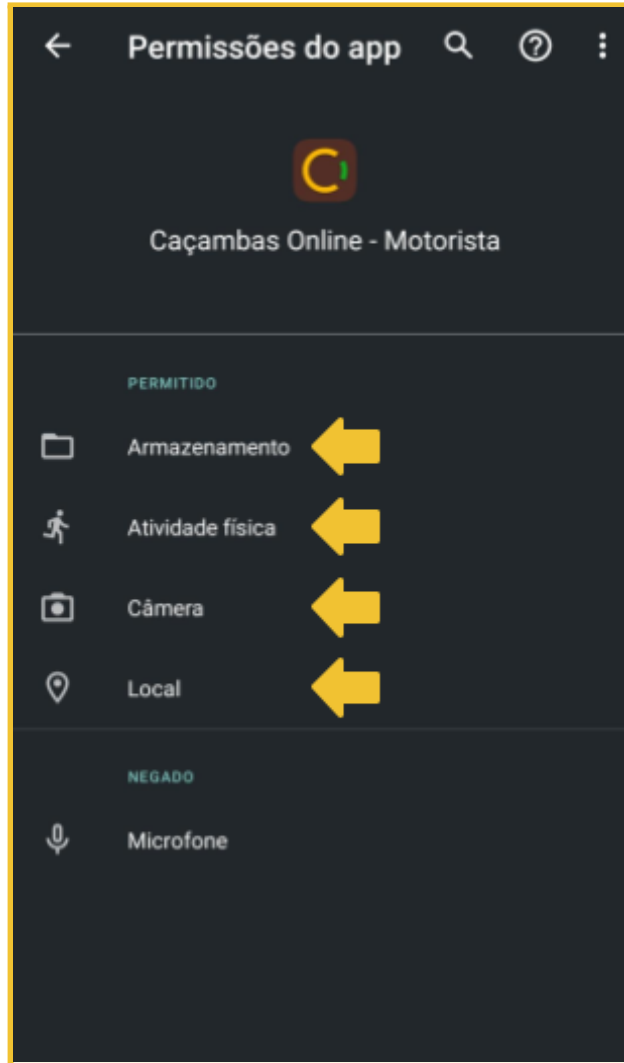 Permissões do app
Caçambas Online - Motorista
PERMITIDO
Armazenamento
Atividade física
Câmera
Local
NEGADO
Microfone